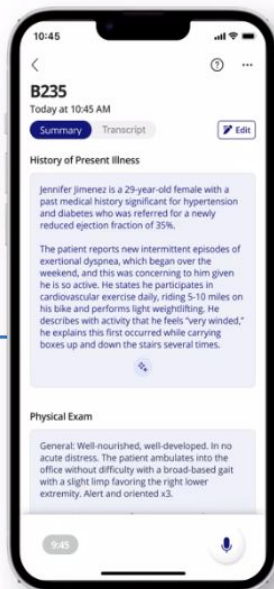 10:45
B235
Today at 10:45 AM
Summary Transcript Edit
History of Present Illness
Jennifer Jimenez is a 29-year-old female with a
past medical history significant for hypertension
and diabetes who was referred for a newly
reduced ejection fraction of 35%.
The patient reports new intermittent episodes of
exertional dyspnea, which began over the
weekend, and this was concerning to him given
he is so active. He states he participates in
cardiovascular exercise daily, riding 5-10 miles on
his bike and performs light weightlifting. He
describes with activity that he feels "very winded,"
he explains this first occurred while carrying
boxes up and down the stairs several times.
Physical Exam
General: Well-nourished, well-developed. In no
acute distress. The patient ambulates into the
office without difficulty with a broad-based gait
with a slight limp favoring the right lower
extremity. Alert and oriented x3.
9:45